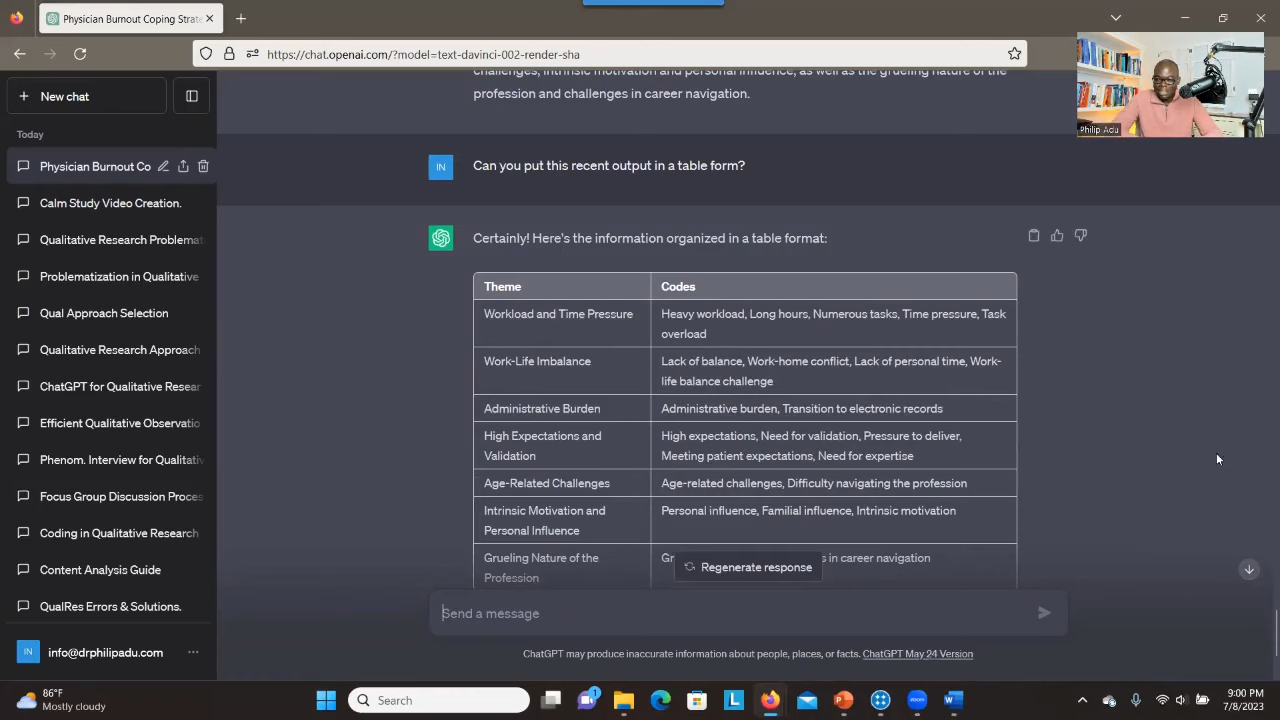 Physician Burnout Coping Strate
https://chat.openai.com/?model=text-davinci-002-render-sha
Philip Adu
New chat
Today
Physician Burnout Co
Calm Study Video Creation.
Qualitative Research Problemat
Problematization in Qualitative
Qual Approach Selection
Qualitative Research Approach
ChatGPT for Qualitative Resear
Efficient Qualitative Observatio
Phenom. Interview for Qualitativ
Focus Group Discussion Proces
Coding in Qualitative Research
Content Analysis Guide
QualRes Errors & Solutions.
IN info@drphilipadu.com
challenges, intrinsic motivation and personal influence, as well as the grueling nature of the
profession and challenges in career navigation.
IN Can you put this recent output in a table form?
Certainly! Here's the information organized in a table format:
Theme Codes
Workload and Time Pressure Heavy workload, Long hours, Numerous tasks, Time pressure, Task
overload
Work-Life Imbalance Lack of balance, Work-home conflict, Lack of personal time, Work-
life balance challenge
Administrative Burden Administrative burden, Transition to electronic records
High Expectations and High expectations, Need for validation, Pressure to deliver,
Validation Meeting patient expectations, Need for expertise
Age-Related Challenges Age-related challenges, Difficulty navigating the profession
Intrinsic Motivation and Personal influence, Familial influence, Intrinsic motivation
Personal Influence
Grueling Nature of the Gr s in career navigation
Profession
Regenerate response
Send a message
ChatGPT may produce inaccurate information about people, places, or facts. ChatGPT May 24 Version
86°F
Mostly cloudy
Search
1
9:00 PM
7/8/2023